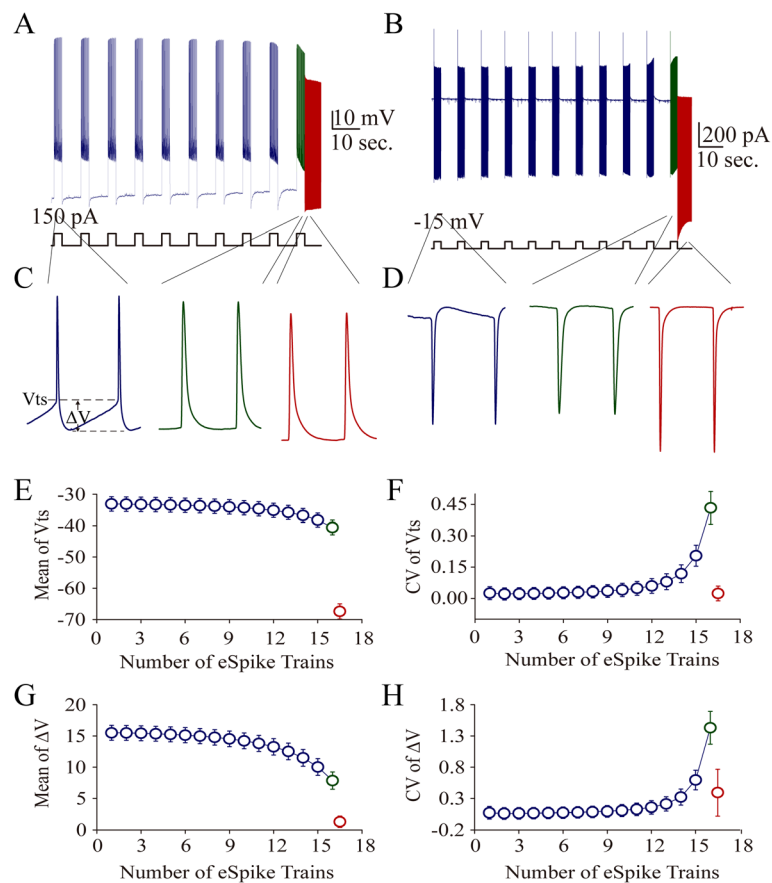 A
B
10 mV
10 sec.
200 pA
10 sec.
150 pA
-15 mV
C
D
Vts
ΔV
E
F
-30
-40
-50
-60
-70
Mean of Vts
0 3 6 9 12 15 18
Number of eSpike Trains
0.45
0.30
0.15
0.00
CV of Vts
0 3 6 9 12 15 18
Number of eSpike Trains
G
H
20
15
10
5
0
Mean of ΔV
0 3 6 9 12 15 18
Number of eSpike Trains
1.8
1.3
0.8
0.3
-0.2
CV of ΔV
0 3 6 9 12 15 18
Number of eSpike Trains